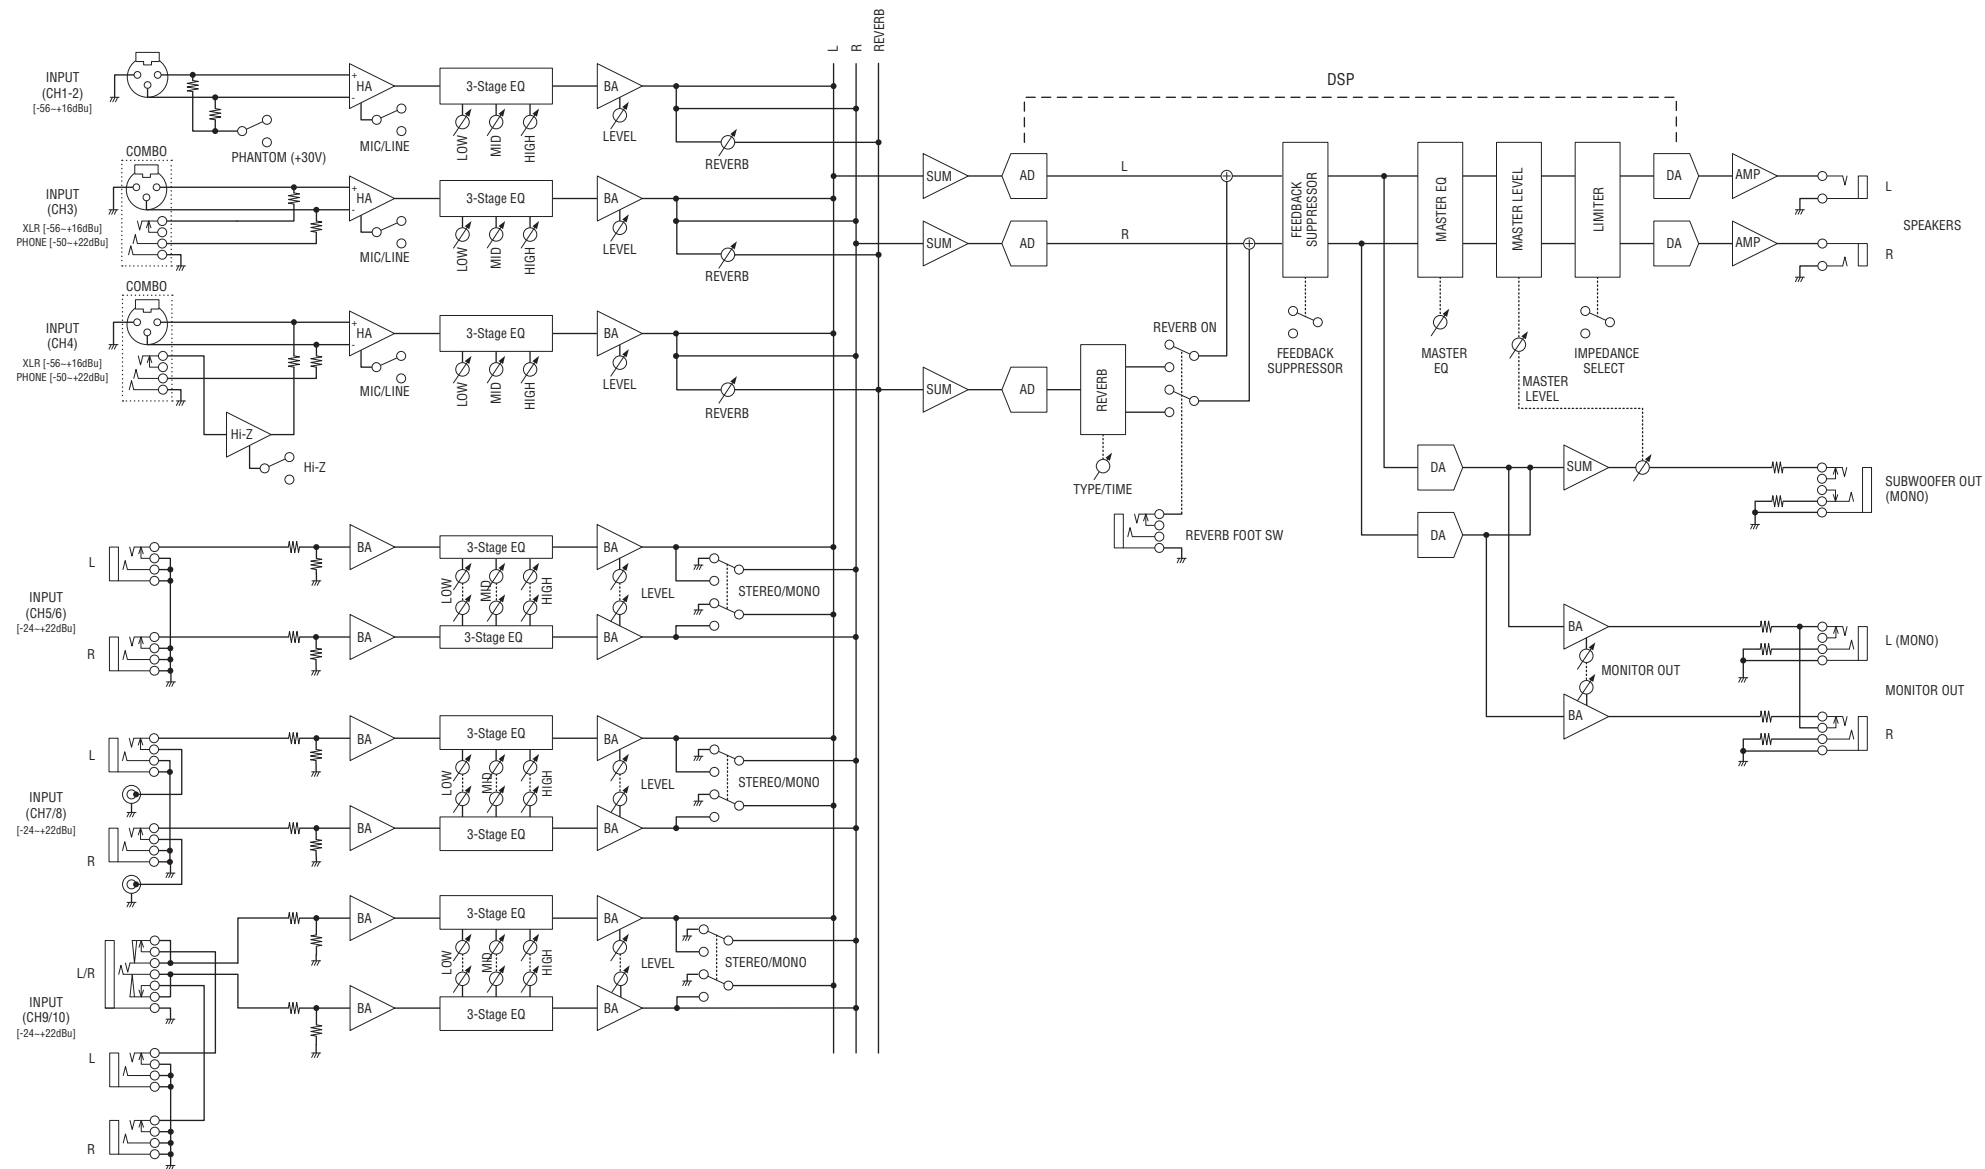 L
R
REVERB
DSP
INPUT
(CH1-2)
[-56~+16dBu]
PHANTOM (+30V)
+
-
HA
MIC/LINE
3-Stage EQ
LOW
MID
HIGH
BA
LEVEL
REVERB
COMBO
INPUT
(CH3)
XLR [-56~+16dBu]
PHONE [-50~+22dBu]
+
-
HA
MIC/LINE
3-Stage EQ
LOW
MID
HIGH
BA
LEVEL
REVERB
COMBO
INPUT
(CH4)
XLR [-56~+16dBu]
PHONE [-50~+22dBu]
+
-
HA
MIC/LINE
3-Stage EQ
LOW
MID
HIGH
BA
LEVEL
REVERB
Hi-Z
Hi-Z
L
INPUT
(CH5/6)
[-24~+22dBu]
R
BA
BA
3-Stage EQ
LOW
MID
HIGH
3-Stage EQ
BA
LEVEL
BA
STEREO/MONO
L
INPUT
(CH7/8)
[-24~+22dBu]
R
BA
BA
3-Stage EQ
LOW
MID
HIGH
3-Stage EQ
BA
LEVEL
BA
STEREO/MONO
L/R
INPUT
(CH9/10)
[-24~+22dBu]
L
R
BA
BA
3-Stage EQ
LOW
MID
HIGH
3-Stage EQ
BA
LEVEL
BA
STEREO/MONO
SUM
AD
L
SUM
AD
R
SUM
AD
REVERB
TYPE/TIME
REVERB ON
REVERB FOOT SW
FEEDBACK
SUPPRESSOR
FEEDBACK
SUPPRESSOR
MASTER EQ
MASTER
EQ
MASTER LEVEL
MASTER
LEVEL
LIMITER
IMPEDANCE
SELECT
DA
AMP
L
SPEAKERS
DA
AMP
R
DA
DA
SUM
SUBWOOFER OUT
(MONO)
BA
MONITOR OUT
BA
L (MONO)
MONITOR OUT
R